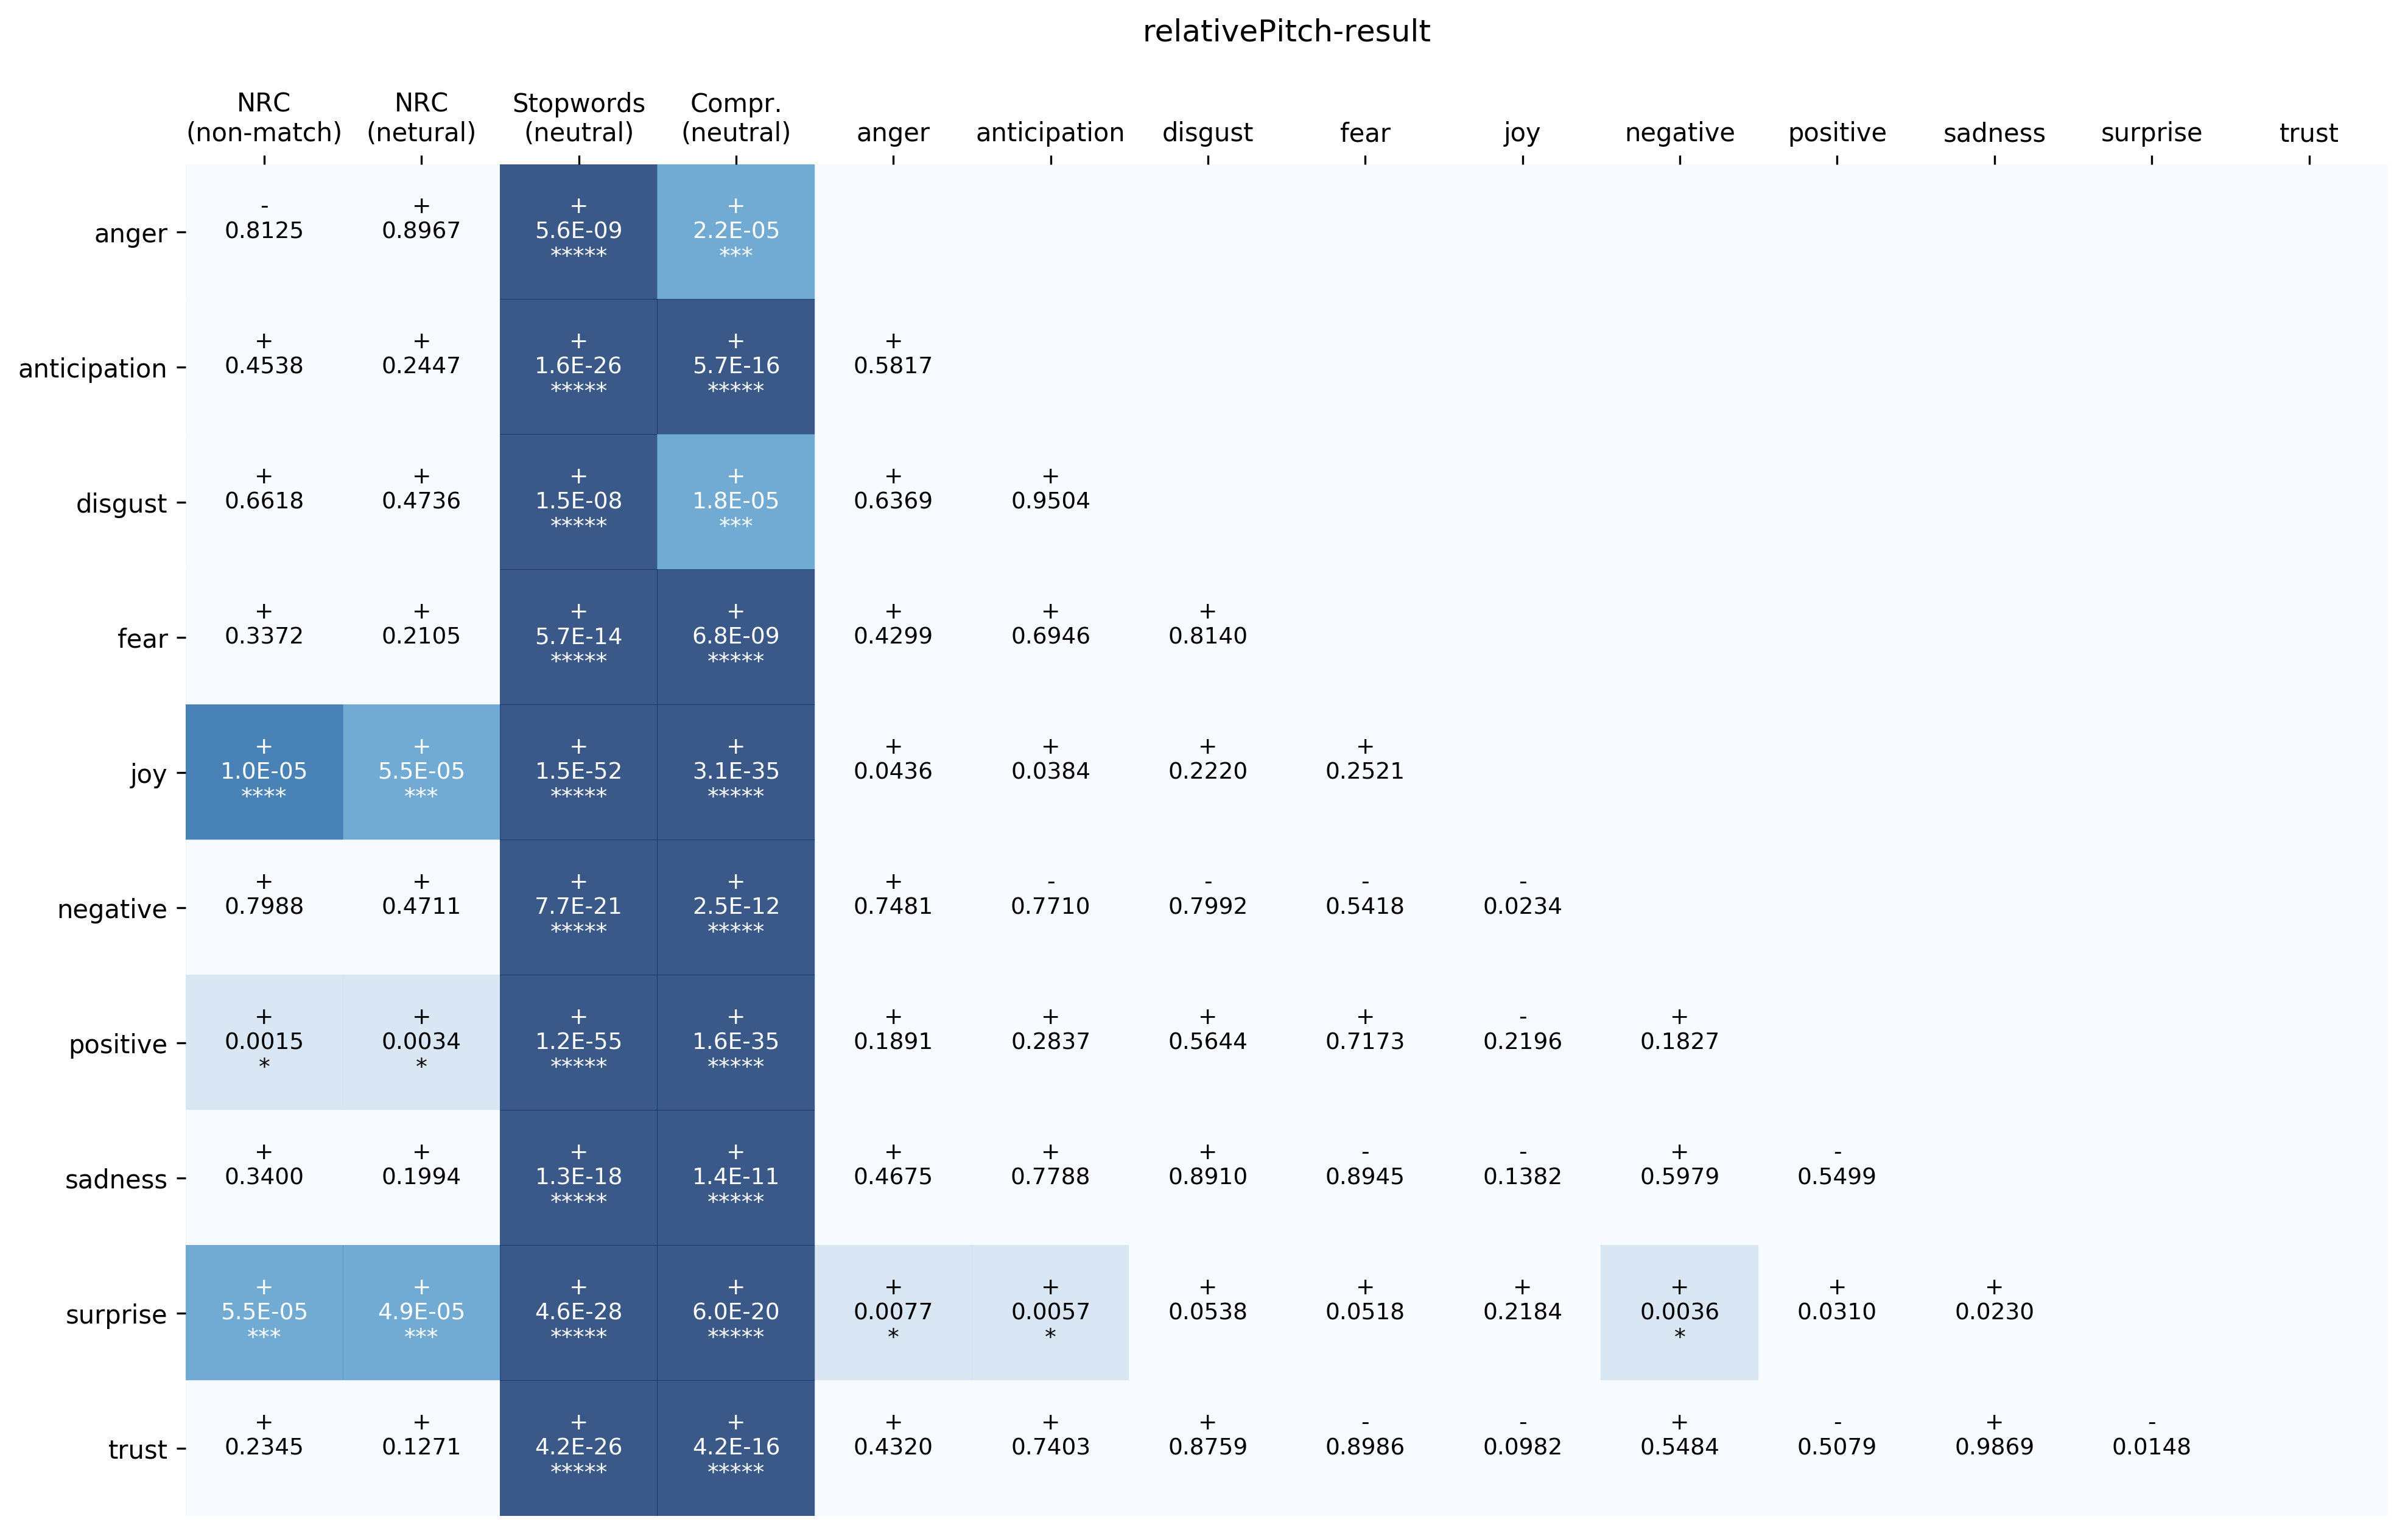 relativePitch-result
NRC NRC Stopwords Compr.
(non-match) (netural) (neutral) (neutral) anger anticipation disgust fear joy negative positive sadness surprise trust
- + + +
anger 0.8125 0.8967 5.6E-09 2.2E-05
***** ***
+ + + + +
anticipation 0.4538 0.2447 1.6E-26 5.7E-16 0.5817
***** *****
+ + + + + +
disgust 0.6618 0.4736 1.5E-08 1.8E-05 0.6369 0.9504
***** ***
+ + + + + + +
fear 0.3372 0.2105 5.7E-14 6.8E-09 0.4299 0.6946 0.8140
***** *****
+ + + + + + + +
joy 1.0E-05 5.5E-05 1.5E-52 3.1E-35 0.0436 0.0384 0.2220 0.2521
**** *** ***** *****
+ + + + + - - - -
negative 0.7988 0.4711 7.7E-21 2.5E-12 0.7481 0.7710 0.7992 0.5418 0.0234
***** *****
+ + + + + + + + - +
positive 0.0015 0.0034 1.2E-55 1.6E-35 0.1891 0.2837 0.5644 0.7173 0.2196 0.1827
* * ***** *****
+ + + + + + + - - + -
sadness 0.3400 0.1994 1.3E-18 1.4E-11 0.4675 0.7788 0.8910 0.8945 0.1382 0.5979 0.5499
***** *****
+ + + + + + + + + + + +
surprise 5.5E-05 4.9E-05 4.6E-28 6.0E-20 0.0077 0.0057 0.0538 0.0518 0.2184 0.0036 0.0310 0.0230
*** *** ***** ***** * * *
+ + + + + + + - - + - + -
trust 0.2345 0.1271 4.2E-26 4.2E-16 0.4320 0.7403 0.8759 0.8986 0.0982 0.5484 0.5079 0.9869 0.0148
***** *****